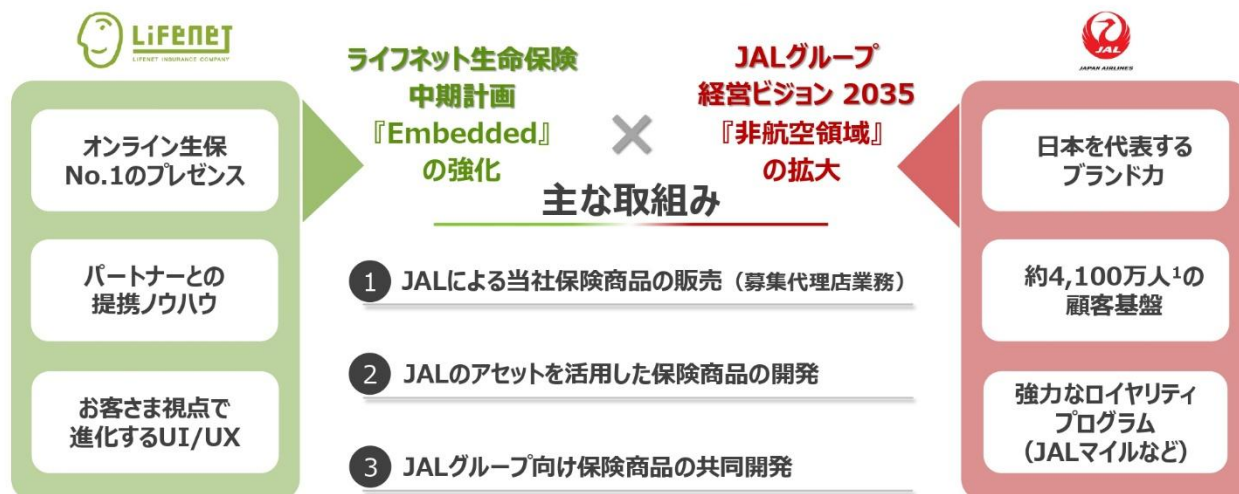 LIFENET
LIFENET INSURANCE COMPANY
オンライン生保
No.1のプレゼンス
パートナーとの
提携ノウハウ
お客さま視点で
進化するUI/UX
ライフネット生命保険
中期計画
『Embedded』
の強化
×
JALグループ
経営ビジョン 2035
『非航空領域』
の拡大
主な取組み
1 JALによる当社保険商品の販売（募集代理店業務）
2 JALのアセットを活用した保険商品の開発
3 JALグループ向け保険商品の共同開発
JAL
JAPAN AIRLINES
日本を代表する
ブランド力
約4,100万人¹の
顧客基盤
強力なロイヤリティ
プログラム
（JALマイルなど）